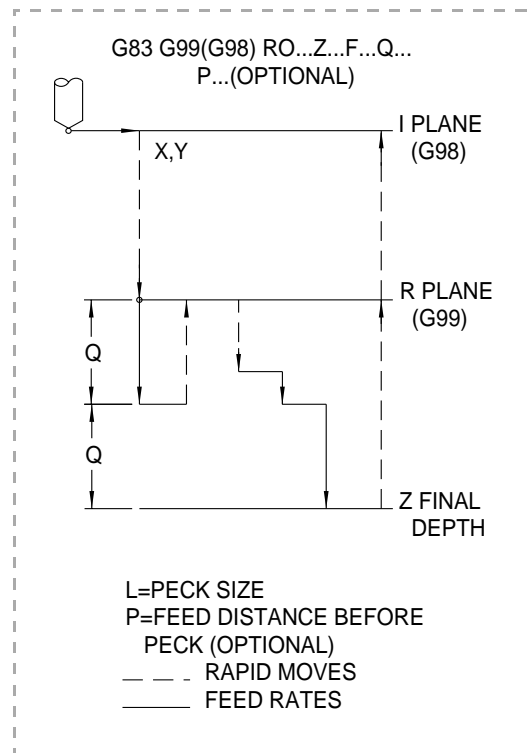 G83 G99(G98) RO...Z...F...Q...
P...(OPTIONAL)
I PLANE
(G98)
X,Y
R PLANE
(G99)
Q
Q
Z FINAL
DEPTH
L=PECK SIZE
P=FEED DISTANCE BEFORE
PECK (OPTIONAL)
RAPID MOVES
FEED RATES